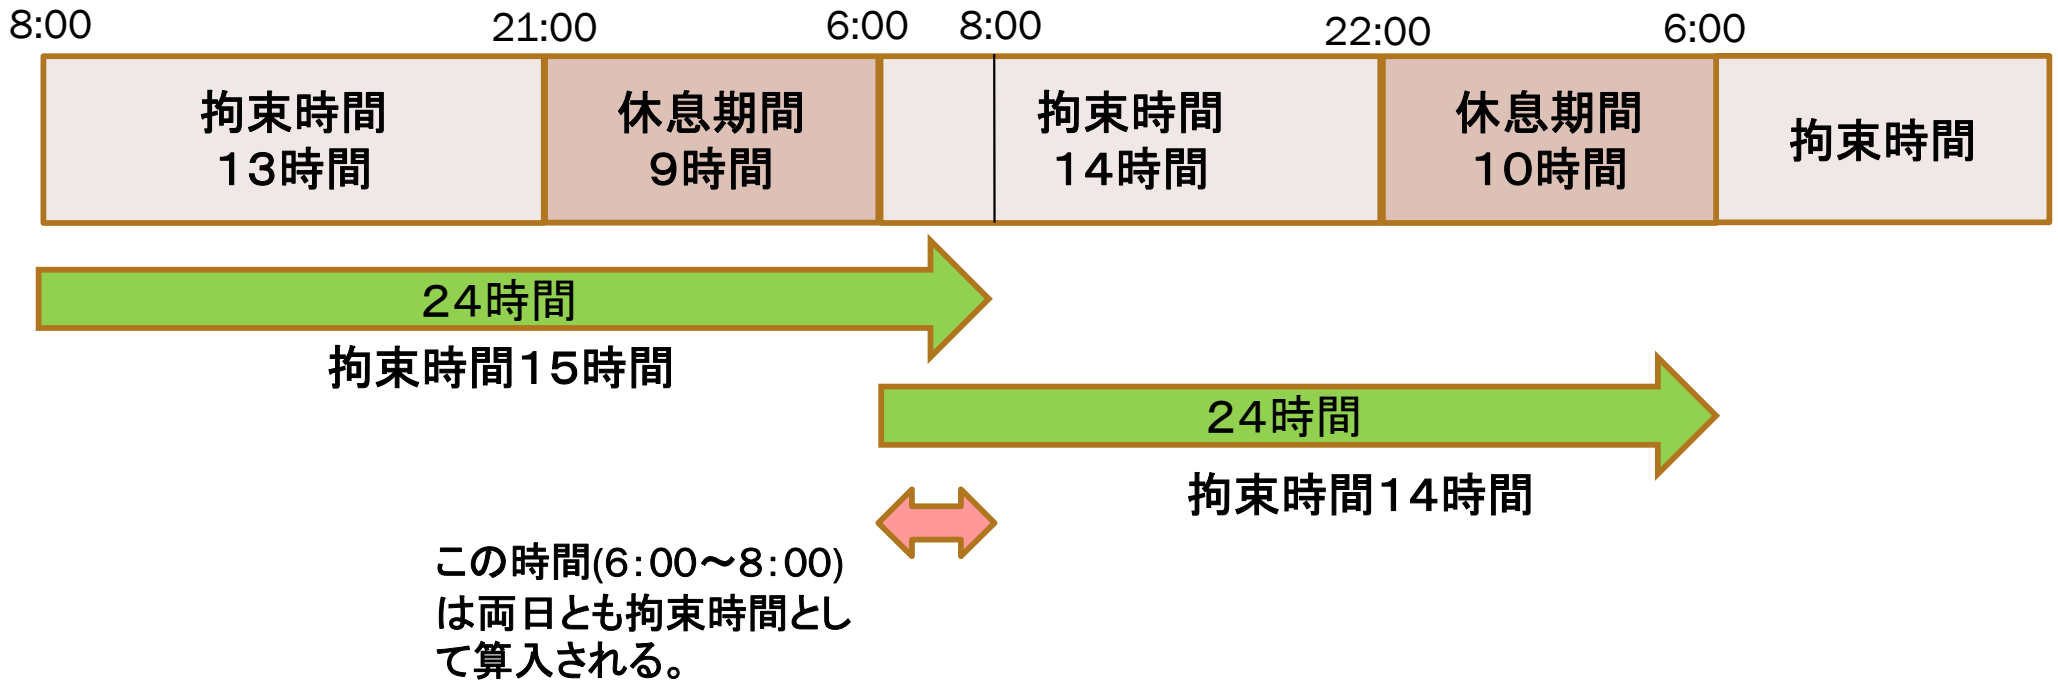 8:00 21:00 6:00 8:00 22:00 6:00
拘束時間
13時間
休息期間
9時間
拘束時間
14時間
休息期間
10時間
拘束時間
24時間
拘束時間15時間
24時間
拘束時間14時間
この時間(6:00～8:00)
は両日とも拘束時間とし
て算入される。